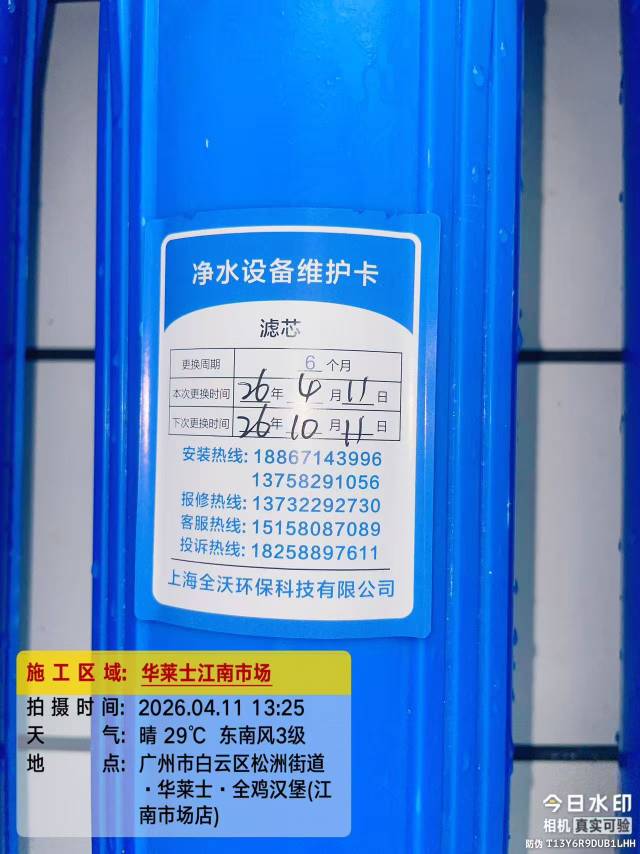 净水设备维护卡
滤芯
更换周期 6 个月
本次更换时间 26 年 4 月 11 日
下次更换时间 26 年 10 月 11 日
安装热线: 18867143996
13758291056
报修热线: 13732292730
客服热线: 15158087089
投诉热线: 18258897611
上海全沃环保科技有限公司
施工区域: 华莱士江南市场
拍摄时间: 2026.04.11 13:25
天气: 晴 29℃ 东南风3级
地点: 广州市白云区松洲街道
·华莱士·全鸡汉堡(江
南市场店)
今日水印
相机 真实可验
防伪 T13Y6R9DUB1LHH